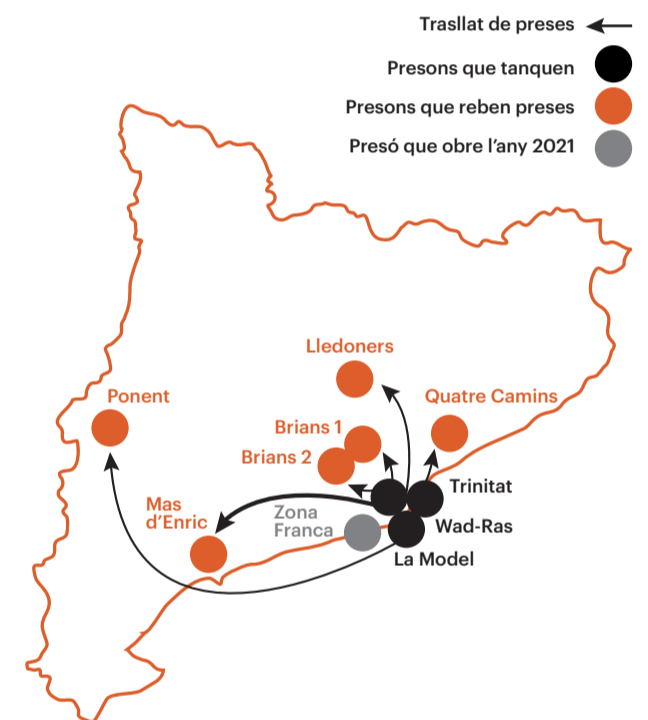 Trasllat de preses
Presons que tanquen
Presons que reben preses
Presó que obre l’any 2021
Lledoners
Ponent
Quatre Camins
Brians 1
Brians 2
Trinitat
Mas
d’Enric
Zona
Franca
Wad-Ras
La Model